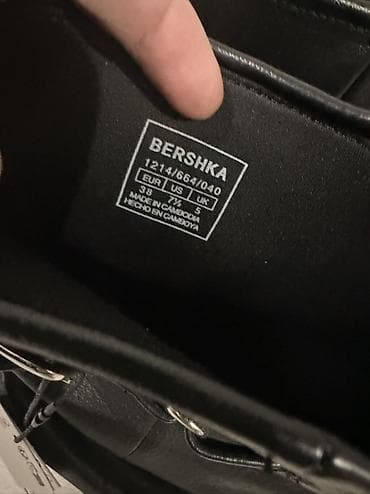 BERSHKA
1214/664/040
EUR US UK
38 7½ 5
MADE IN CAMBODIA
HECHO EN CAMBOYA